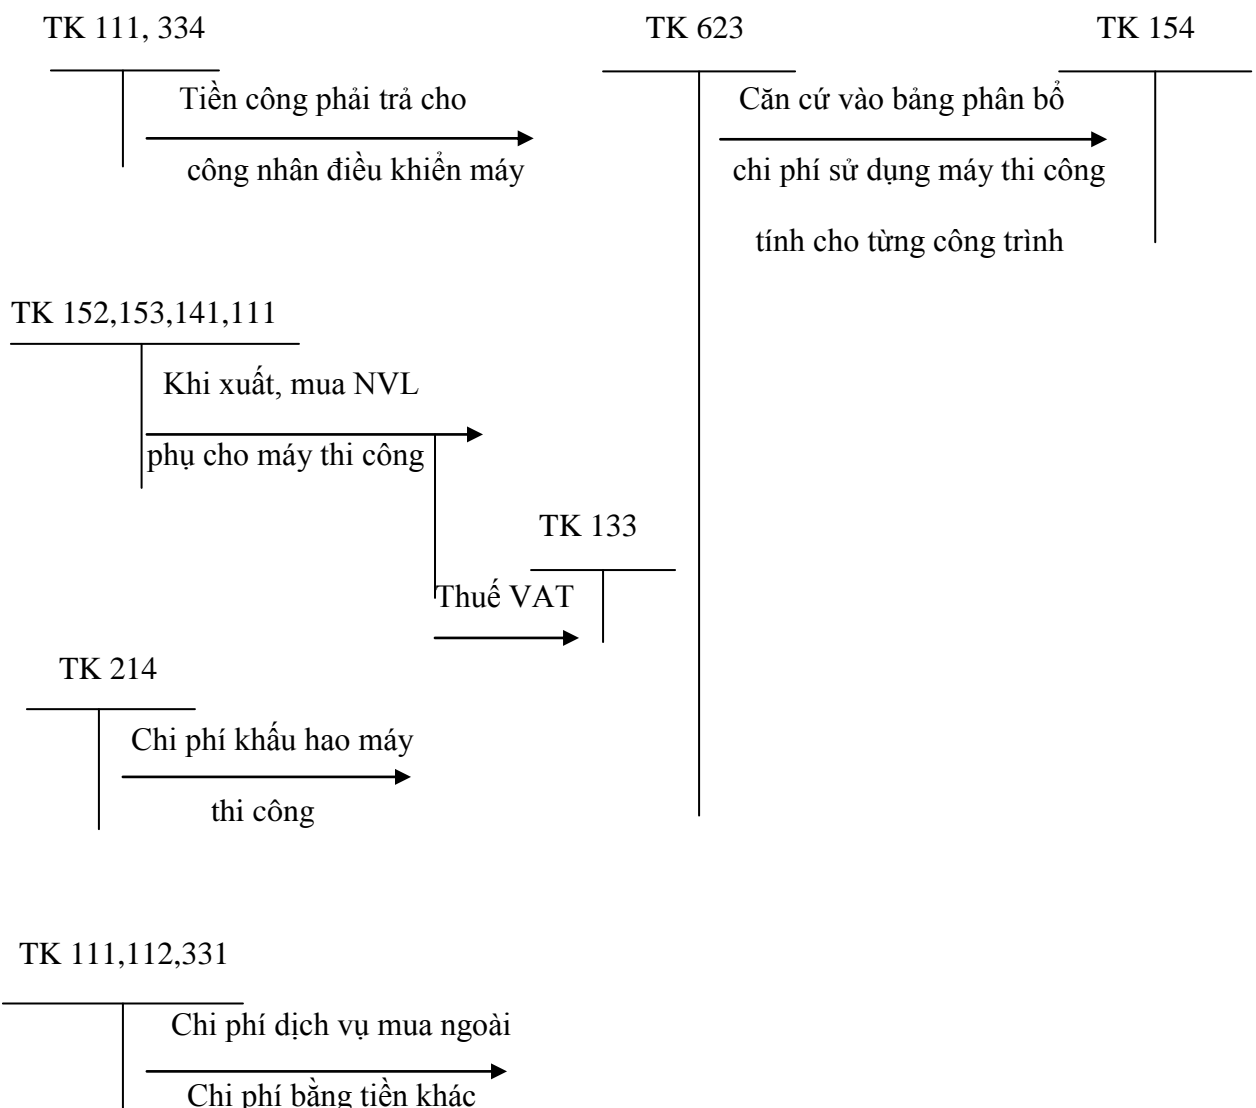 TK 111, 334
TK 623
TK 154
Tiền công phải trả cho
công nhân điều khiển máy
Căn cứ vào bảng phân bổ
chi phí sử dụng máy thi công
tính cho từng công trình
TK 152,153,141,111
Khi xuất, mua NVL
phụ cho máy thi công
TK 133
Thuế VAT
TK 214
Chi phí khấu hao máy
thi công
TK 111,112,331
Chi phí dịch vụ mua ngoài
Chi phí bằng tiền khác